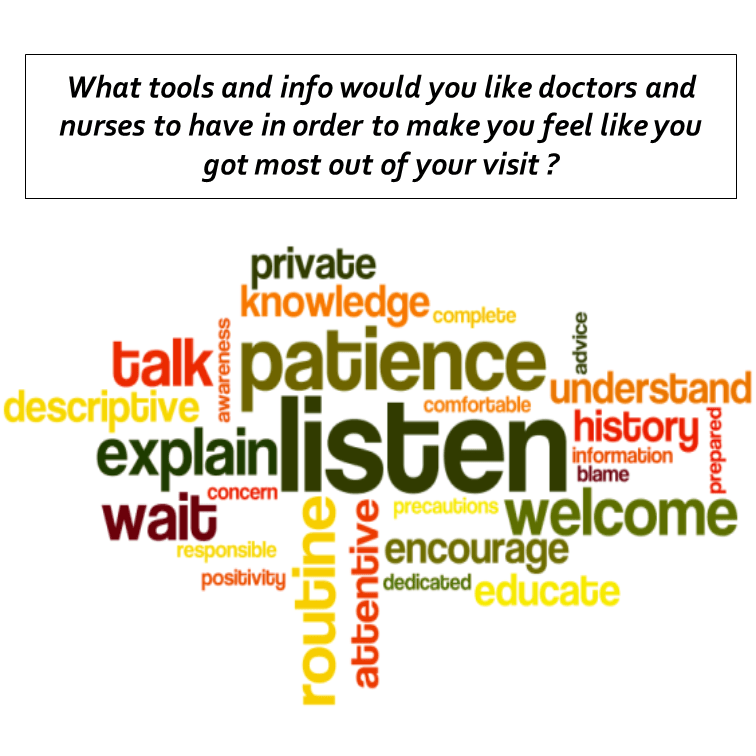 What tools and info would you like doctors and
nurses to have in order to make you feel like you
got most out of your visit ?
private
knowledge
complete
advice
awareness
talk
patience
understand
descriptive
comfortable
history
prepared
explain
listen
information
blame
concern
wait
precautions
welcome
responsible
routine
attentive
encourage
positivity
dedicated
educate